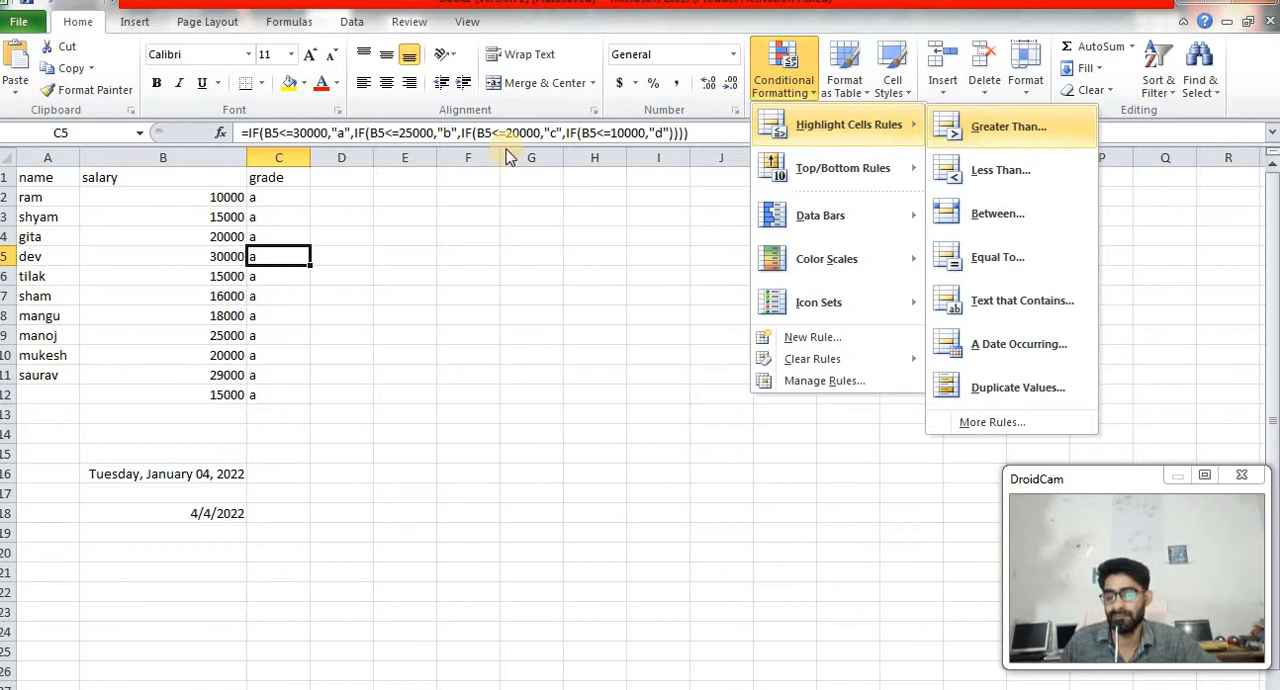 File Home Insert Page Layout Formulas Data Review View
Cut
Copy
Format Painter
Paste
Clipboard
Calibri 11 A A
B I U A
Font
Wrap Text
Merge & Center
Alignment
General
$ % ,
Number
Conditional Formatting
Format as Table
Cell Styles
Insert Delete Format
Σ AutoSum
Fill
Clear
Sort & Filter
Find & Select
Editing
C5 fx =IF(B5<=30000,"a",IF(B5<=25000,"b",IF(B5<=20000,"c",IF(B5<=10000,"d"))))
A B C D E F G H I J P Q R
1 name salary grade
2 ram 10000 a
3 shyam 15000 a
4 gita 20000 a
5 dev 30000 a
6 tilak 15000 a
7 sham 16000 a
8 mangu 18000 a
9 manoj 25000 a
10 mukesh 20000 a
11 saurav 29000 a
12 15000 a
13
14
15
16 Tuesday, January 04, 2022
17
18 4/4/2022
19
20
21
22
23
24
25
26
Highlight Cells Rules
Top/Bottom Rules
Data Bars
Color Scales
Icon Sets
New Rule...
Clear Rules
Manage Rules...
Greater Than...
Less Than...
Between...
Equal To...
Text that Contains...
A Date Occurring...
Duplicate Values...
More Rules...
DroidCam